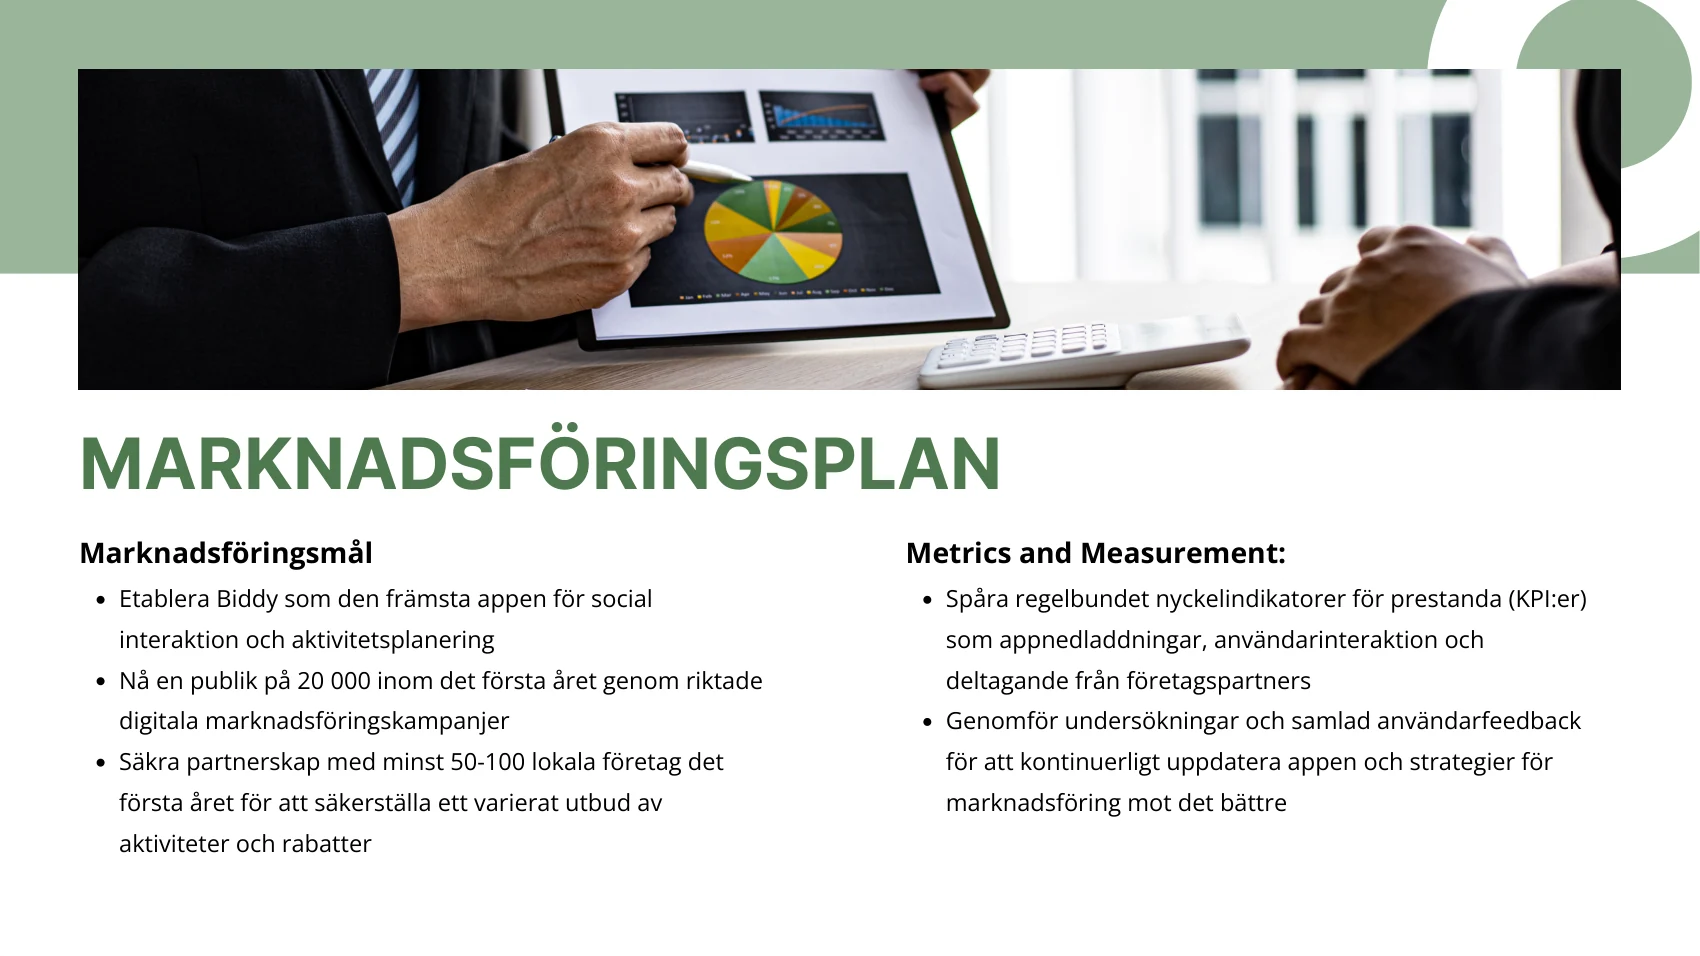 MARKNADSFÖRINGSPLAN
Marknadsföringsmål
• Etablera Biddy som den främsta appen för social
interaktion och aktivitetsplanering
• Nå en publik på 20 000 inom det första året genom riktade
digitala marknadsföringskampanjer
• Säkra partnerskap med minst 50-100 lokala företag det
första året för att säkerställa ett varierat utbud av
aktiviteter och rabatter
Metrics and Measurement:
• Spåra regelbundet nyckelindikatorer för prestanda (KPI:er)
som appnedladdningar, användarinteraktion och
deltagande från företagspartners
• Genomför undersökningar och samlad användarfeedback
för att kontinuerligt uppdatera appen och strategier för
marknadsföring mot det bättre